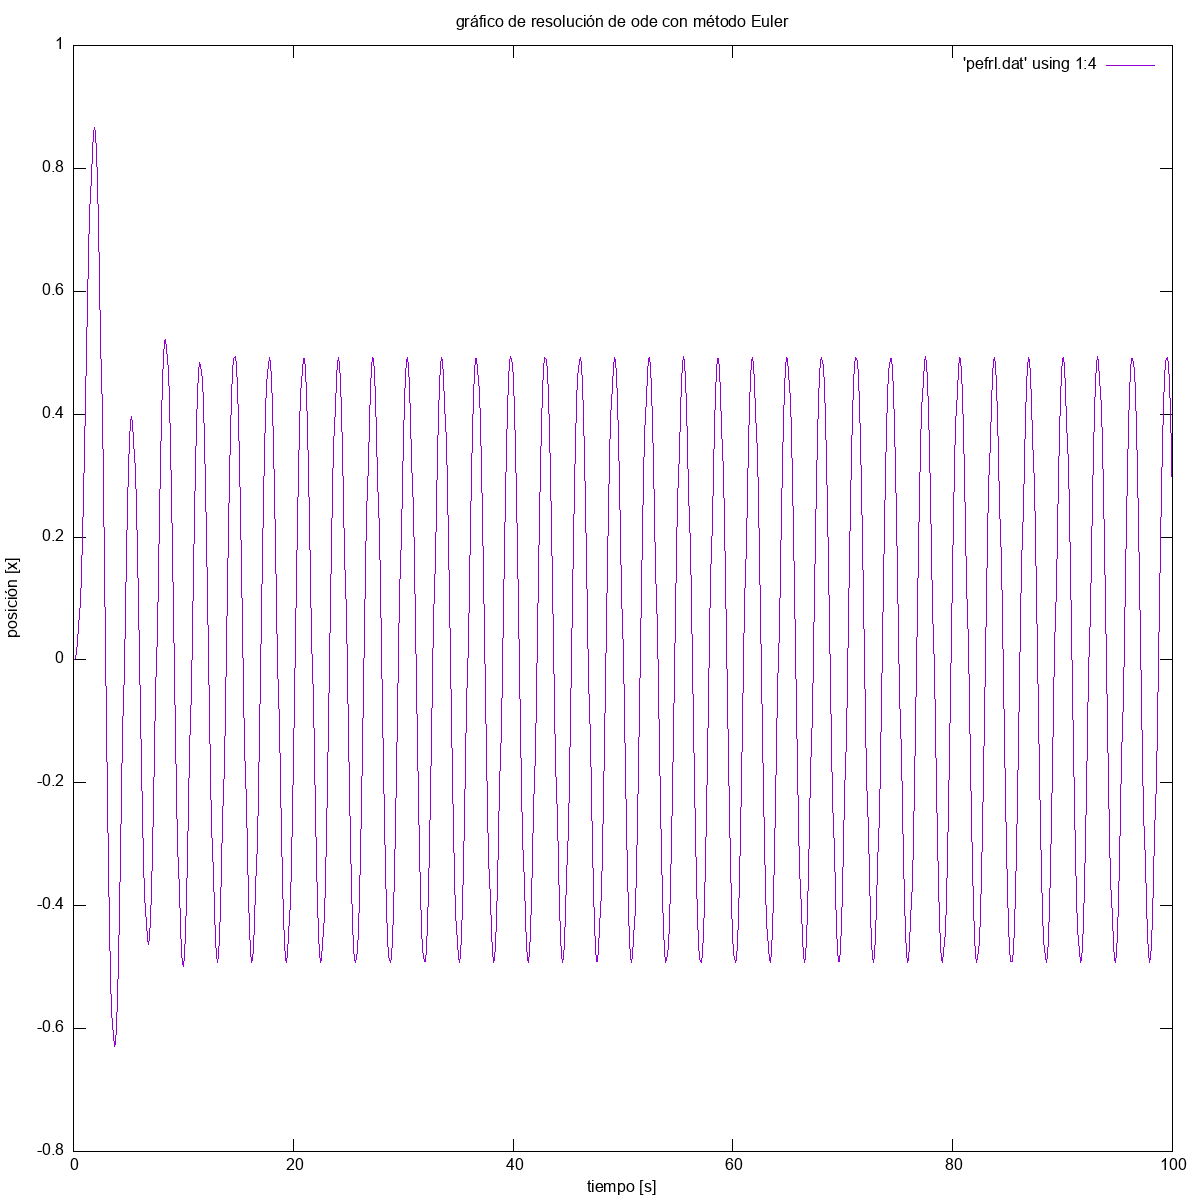 gráfico de resolución de ode con método Euler
'pefrl.dat' using 1:4
1
0.8
0.6
0.4
0.2
0
-0.2
-0.4
-0.6
-0.8
posición [x]
0 20 40 60 80 100
tiempo [s]